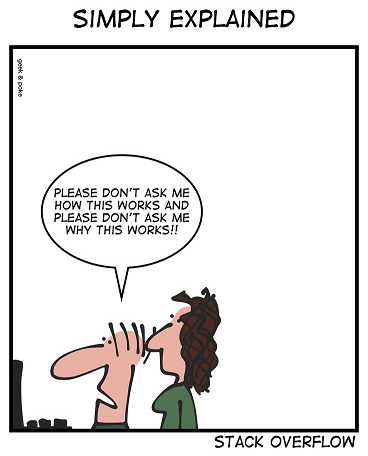 SIMPLY EXPLAINED
geek & poke
PLEASE DON'T ASK ME
HOW THIS WORKS AND
PLEASE DON'T ASK ME
WHY THIS WORKS!!
STACK OVERFLOW